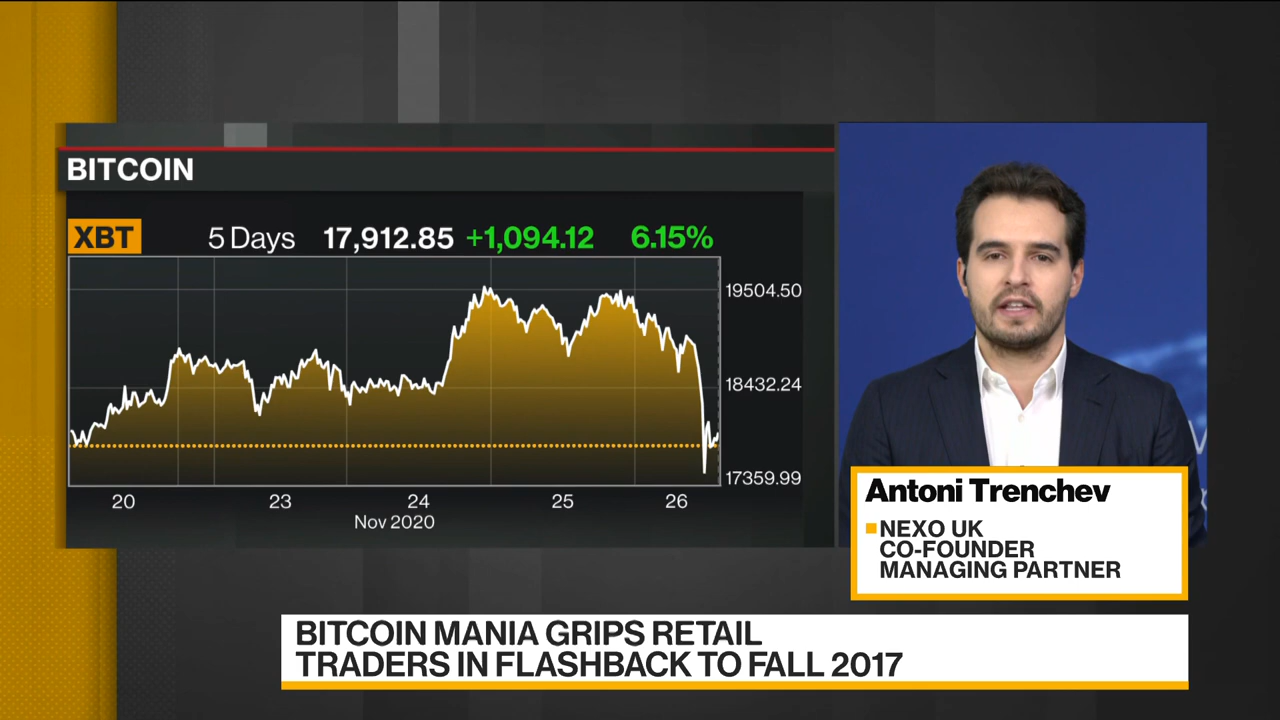 BITCOIN
XBT 5 Days 17,912.85 +1,094.12 6.15%
19504.50
18432.24
17359.99
20 23 24 25 26
Nov 2020
Antoni Trenchev
NEXO UK
CO-FOUNDER
MANAGING PARTNER
BITCOIN MANIA GRIPS RETAIL
TRADERS IN FLASHBACK TO FALL 2017